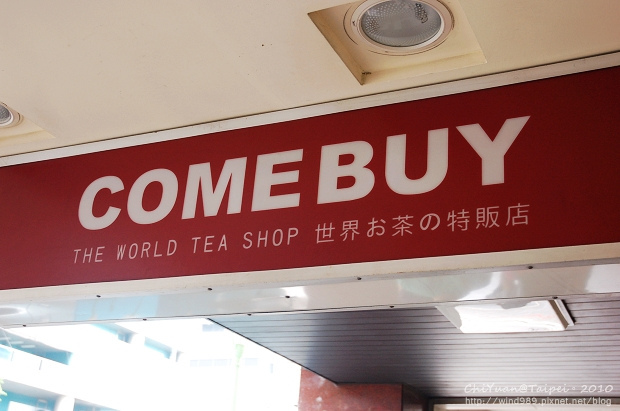 COMEBUY
THE WORLD TEA SHOP 世界お茶の特販店
ChiYuan@Taipei · 2010
http://wind989.pixnet.net/blog